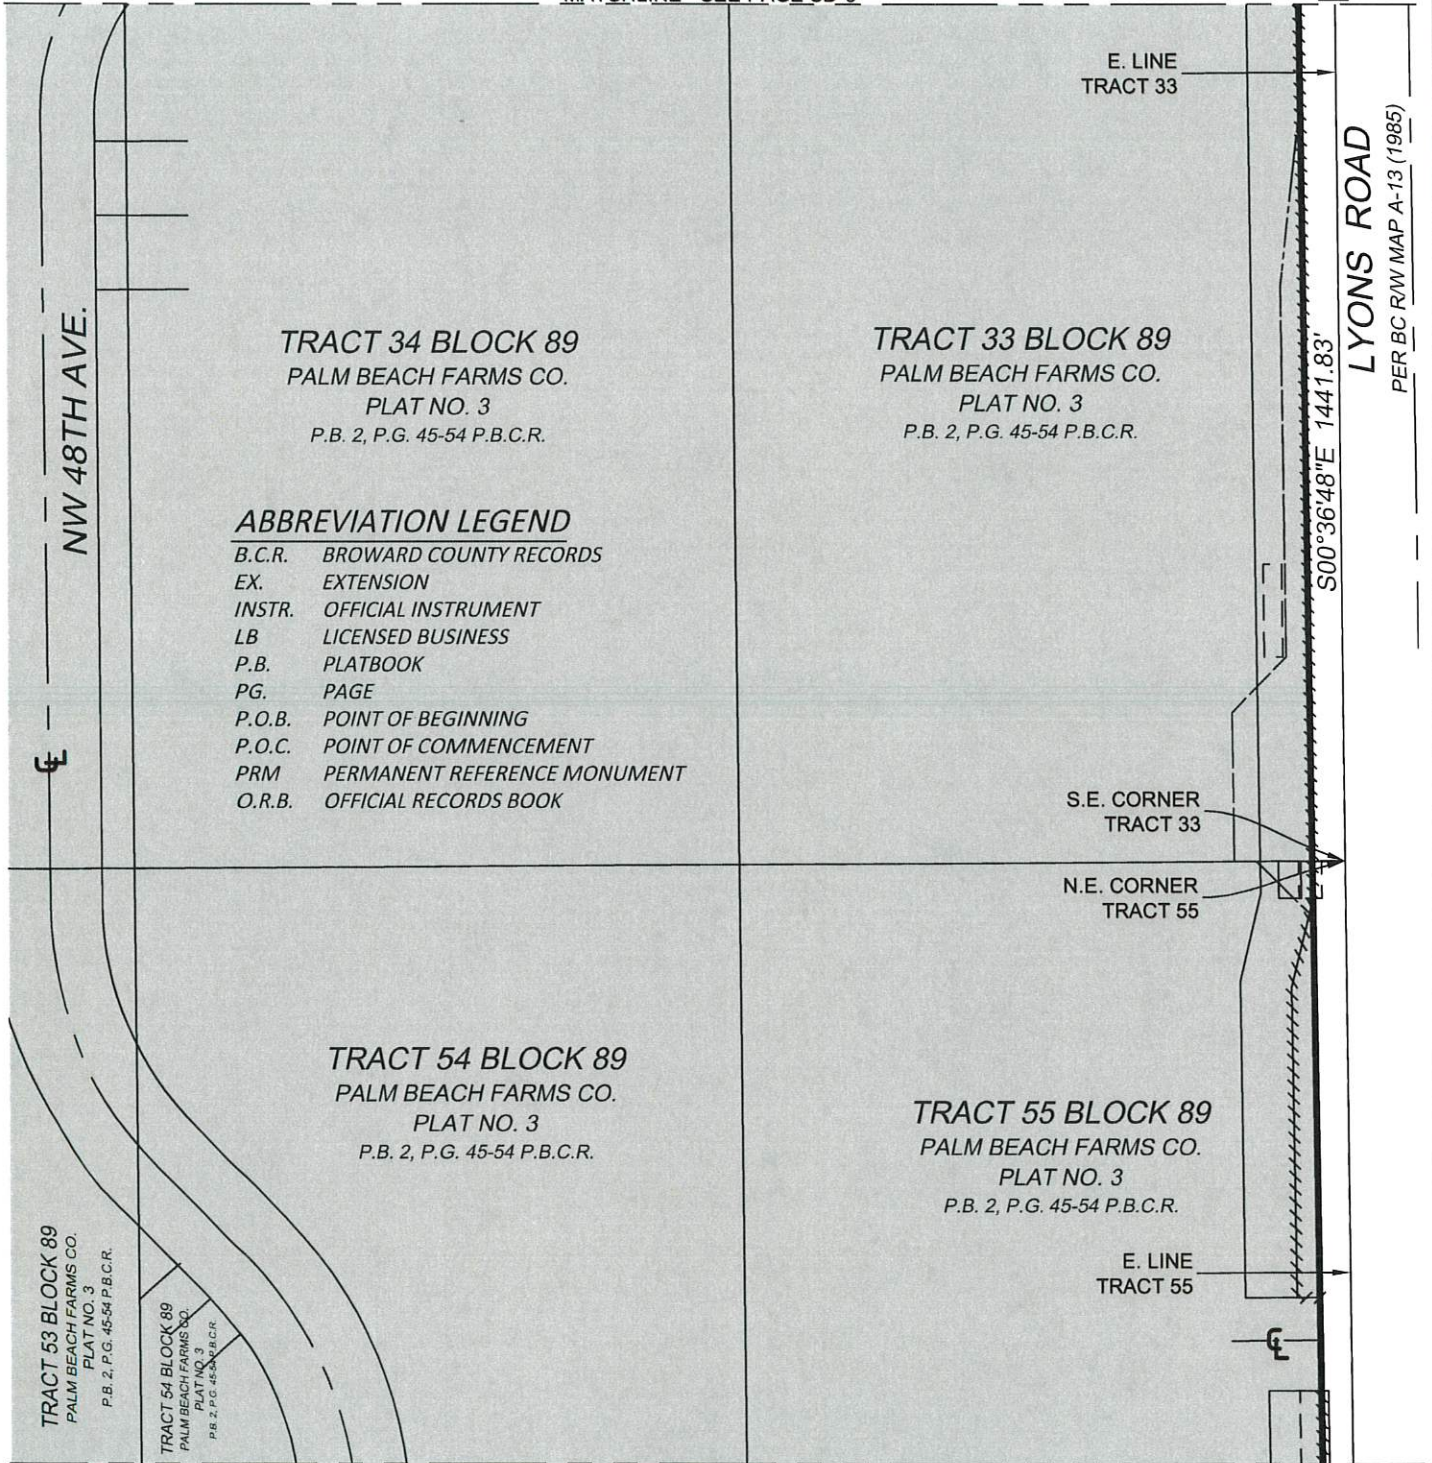 E. LINE
TRACT 33
LYONS ROAD
PER BC R/W MAP A-13 (1985)
S00°36'48"E 1441.83'
NW 48TH AVE.
TRACT 34 BLOCK 89
PALM BEACH FARMS CO.
PLAT NO. 3
P.B. 2, P.G. 45-54 P.B.C.R.
TRACT 33 BLOCK 89
PALM BEACH FARMS CO.
PLAT NO. 3
P.B. 2, P.G. 45-54 P.B.C.R.
ABBREVIATION LEGEND
B.C.R. BROWARD COUNTY RECORDS
EX. EXTENSION
INSTR. OFFICIAL INSTRUMENT
LB LICENSED BUSINESS
P.B. PLATBOOK
PG. PAGE
P.O.B. POINT OF BEGINNING
P.O.C. POINT OF COMMENCEMENT
PRM PERMANENT REFERENCE MONUMENT
O.R.B. OFFICIAL RECORDS BOOK
℄
S.E. CORNER
TRACT 33
N.E. CORNER
TRACT 55
TRACT 54 BLOCK 89
PALM BEACH FARMS CO.
PLAT NO. 3
P.B. 2, P.G. 45-54 P.B.C.R.
TRACT 55 BLOCK 89
PALM BEACH FARMS CO.
PLAT NO. 3
P.B. 2, P.G. 45-54 P.B.C.R.
E. LINE
TRACT 55
℄
TRACT 53 BLOCK 89
PALM BEACH FARMS CO.
PLAT NO. 3
P.B. 2, P.G. 45-54 P.B.C.R.
TRACT 54 BLOCK 89
PALM BEACH FARMS CO.
PLAT NO. 3
P.B. 2, P.G. 45-54 P.B.C.R.